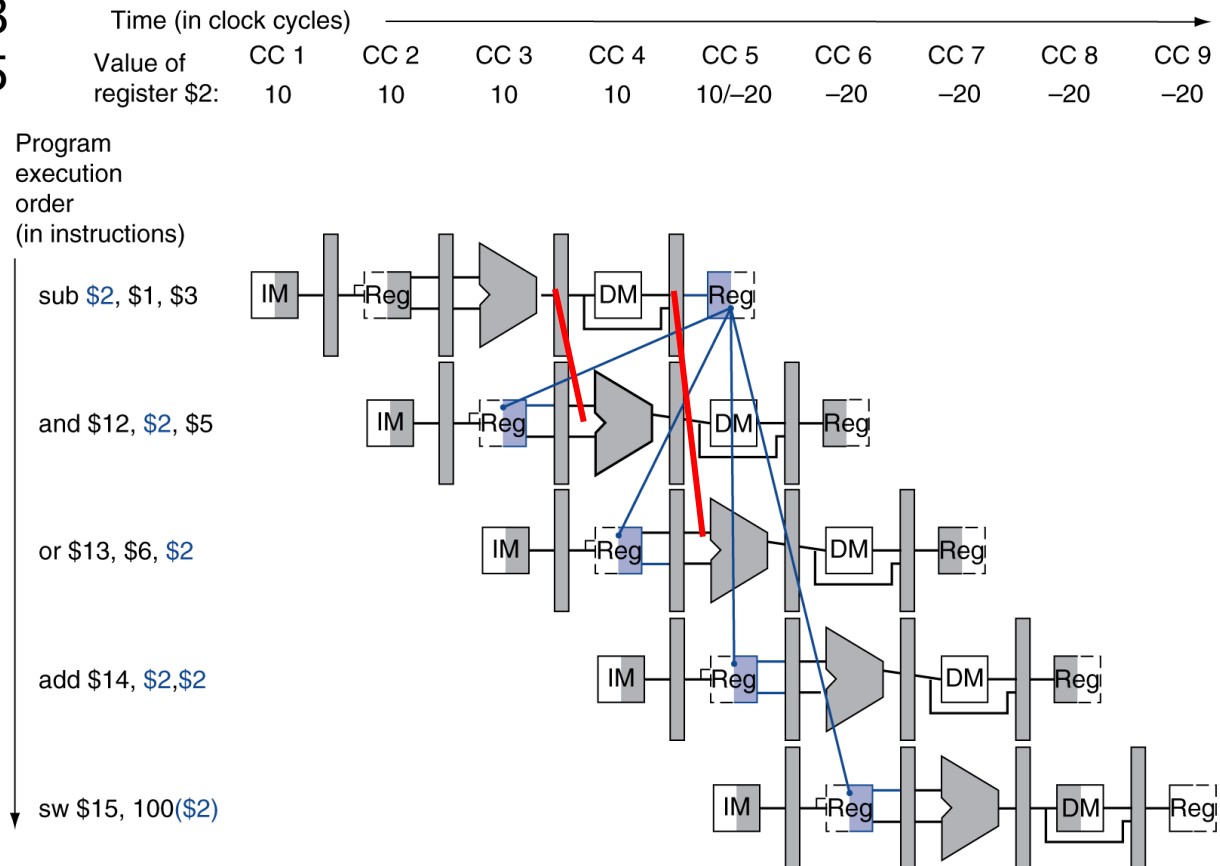 3
Time (in clock cycles)
5
CC 1 CC 2 CC 3 CC 4 CC 5 CC 6 CC 7 CC 8 CC 9
Value of
register $2:
10 10 10 10 10/–20 –20 –20 –20 –20
Program
execution
order
(in instructions)
sub $2, $1, $3
IM Reg DM Reg
and $12, $2, $5
IM Reg DM Reg
or $13, $6, $2
IM Reg DM Reg
add $14, $2,$2
IM Reg DM Reg
sw $15, 100($2)
IM Reg DM Reg